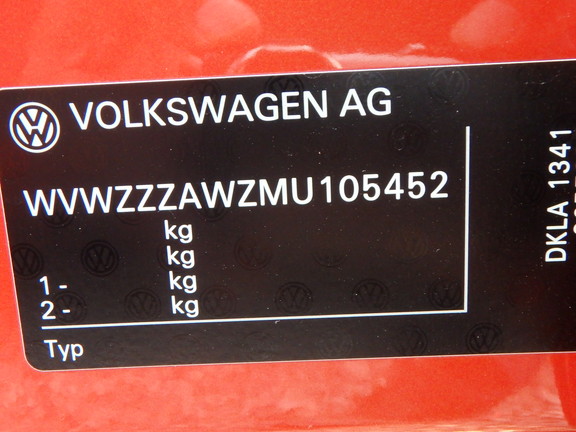 VOLKSWAGEN AG
WVWZZZAWZMU105452
kg
kg
1 - kg
2 - kg
Typ
DKLA 1341